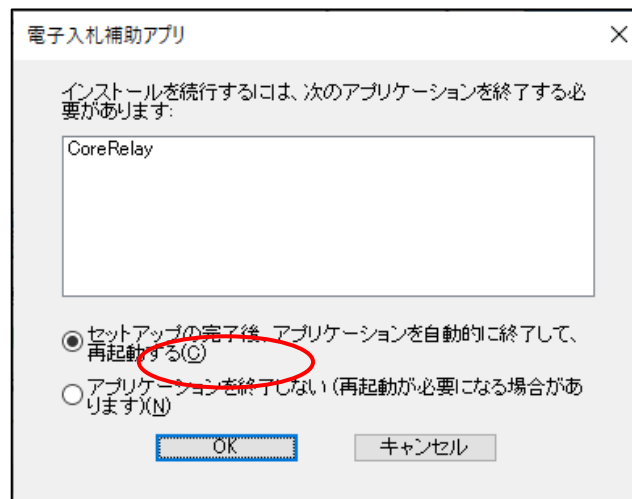 電子入札補助アプリ
インストールを続行するには、次のアプリケーションを終了する必
要があります:
CoreRelay
セットアップの完了後、アプリケーションを自動的に終了して、
再起動する(C)
アプリケーションを終了しない (再起動が必要になる場合があ
ります)(N)
OK
キャンセル